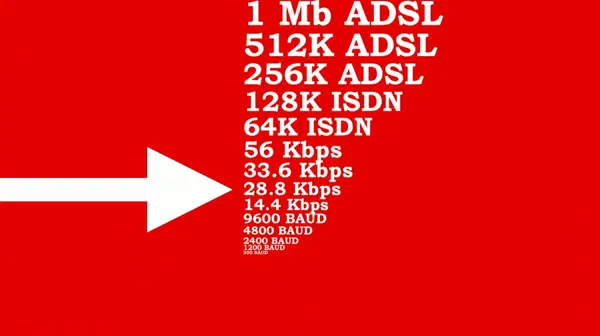 1 Mb ADSL
512K ADSL
256K ADSL
128K ISDN
64K ISDN
56 Kbps
33.6 Kbps
28.8 Kbps
14.4 Kbps
9600 BAUD
4800 BAUD
2400 BAUD
1200 BAUD
300 BAUD